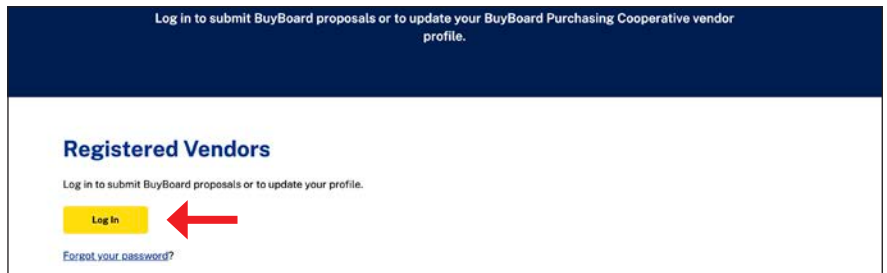 Log in to submit BuyBoard proposals or to update your BuyBoard Purchasing Cooperative vendor
profile.
Registered Vendors
Log in to submit BuyBoard proposals or to update your profile.
Log In
Forgot your password?